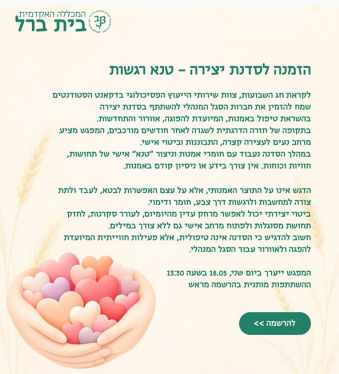 המכללה האקדמית
בית ברל
הזמנה לסדנת יצירה – טנא רגשות
לקראת חג השבועות, צוות שירותי הייעוץ הפסיכולוגי בדקאנט הסטודנטים
שמח להזמין את חברות הסגל המנהלי להשתתף בסדנת יצירה
בהשראת טיפול באמנות, המיועדת להפוגה, אוורור והתחדשות.
בתקופה של חזרה הדרגתית לשגרה לאחר חודשים מורכבים, המפגש מציע
מרחב נעים לעצירה קצרה, התבוננות וביטוי אישי.
במהלך הסדנה נעבוד עם חומרי אמנות וניצור "טנא" אישי של תחושות,
חוויות וכוחות. אין צורך בידע או ניסיון קודם באמנות.
הדגש אינו על התוצר האמנותי, אלא על עצם האפשרות לבטא, לעבד ולתת
צורה למחשבות ולרגשות דרך צבע, חומר ודימוי.
ביטוי יצירתי יכול לאפשר מרחק עדין מהיומיום, לעורר סקרנות, לחזק
תחושת מסוגלות ולפתוח מרחב אישי גם ללא צורך במילים.
חשוב להדגיש כי הסדנה אינה טיפולית, אלא פעילות חווייתית המיועדת
להפגה ולאוורור עבור הסגל המנהלי.
המפגש ייערך ביום שני, 18.05 בשעה 13:30
ההשתתפות מותנית בהרשמה מראש
להרשמה >>